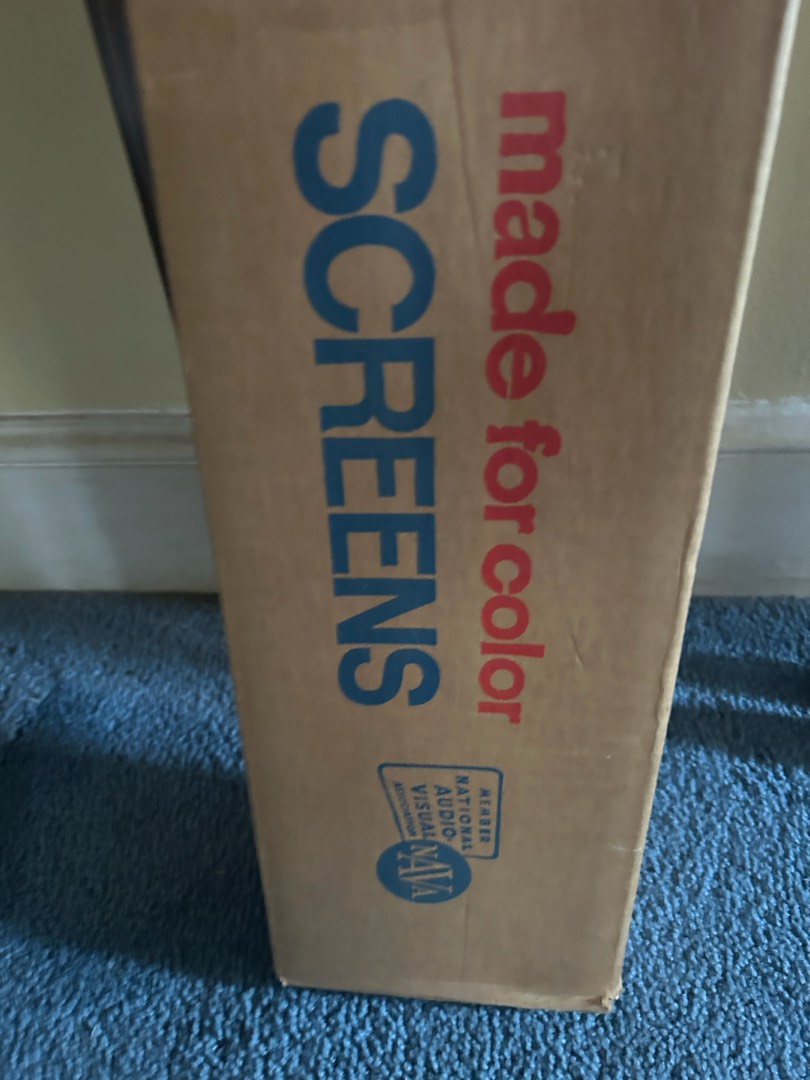 made for color
SCREENS
MEMBER
NATIONAL
AUDIO-
VISUAL
ASSOCIATION
NAVA